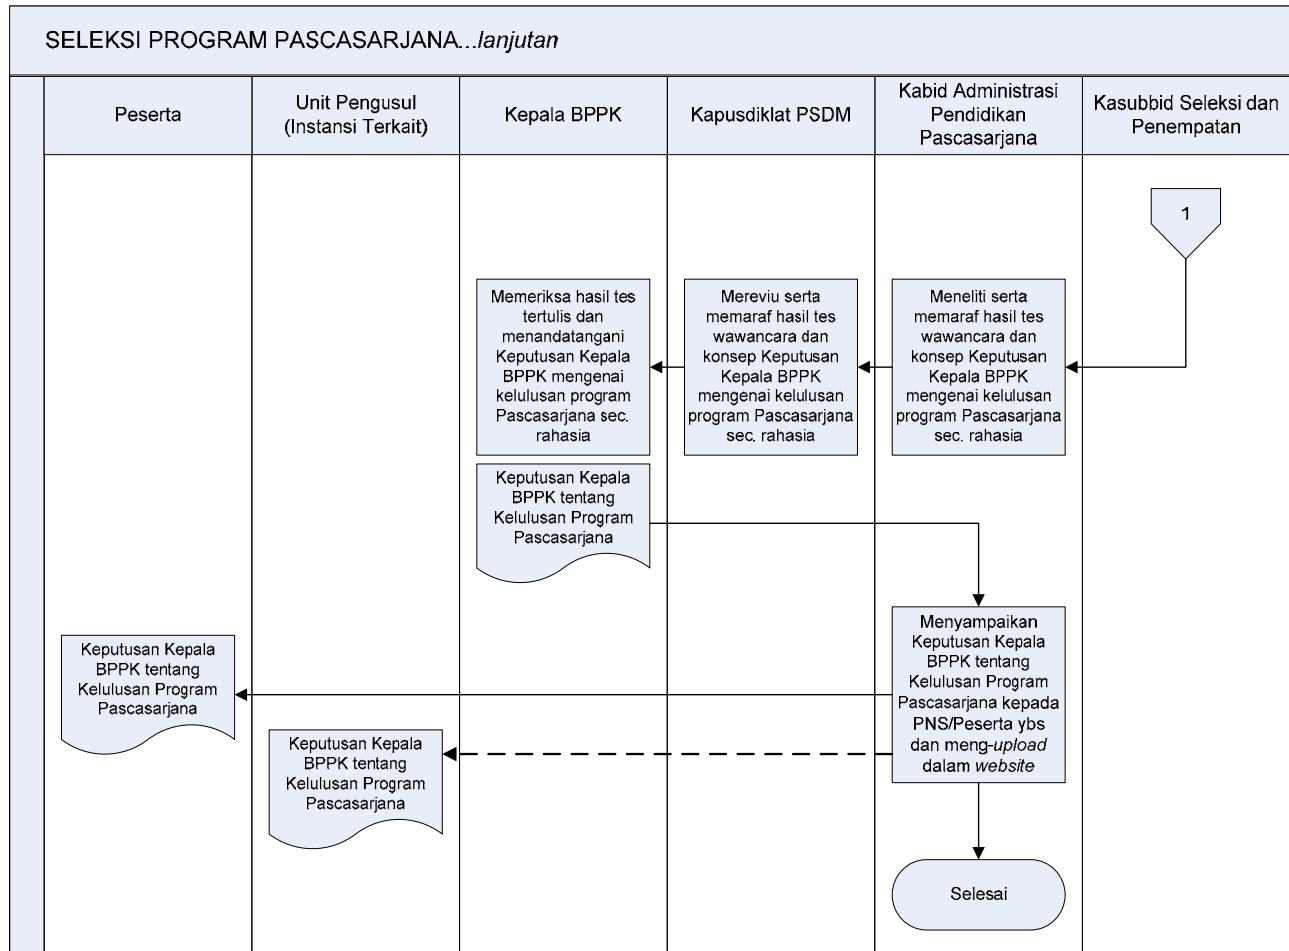 SELEKSI PROGRAM PASCASARJANA...lanjutan
Peserta
Unit Pengusul
(Instansi Terkait)
Kepala BPPK
Kapusdiklat PSDM
Kabid Administrasi
Pendidikan
Pascasarjana
Kasubbid Seleksi dan
Penempatan
1
Memeriksa hasil tes
tertulis dan
menandatangani
Keputusan Kepala
BPPK mengenai
kelulusan program
Pascasarjana sec.
rahasia
Mereviu serta
memaraf hasil tes
wawancara dan
konsep Keputusan
Kepala BPPK
mengenai kelulusan
program Pascasarjana
sec. rahasia
Meneliti serta
memaraf hasil tes
wawancara dan
konsep Keputusan
Kepala BPPK
mengenai kelulusan
program Pascasarjana
sec. rahasia
Keputusan Kepala
BPPK tentang
Kelulusan Program
Pascasarjana
Menyampaikan
Keputusan Kepala
BPPK tentang
Kelulusan Program
Pascasarjana kepada
PNS/Peserta ybs
dan meng-upload
dalam website
Keputusan Kepala
BPPK tentang
Kelulusan Program
Pascasarjana
Keputusan Kepala
BPPK tentang
Kelulusan Program
Pascasarjana
Selesai